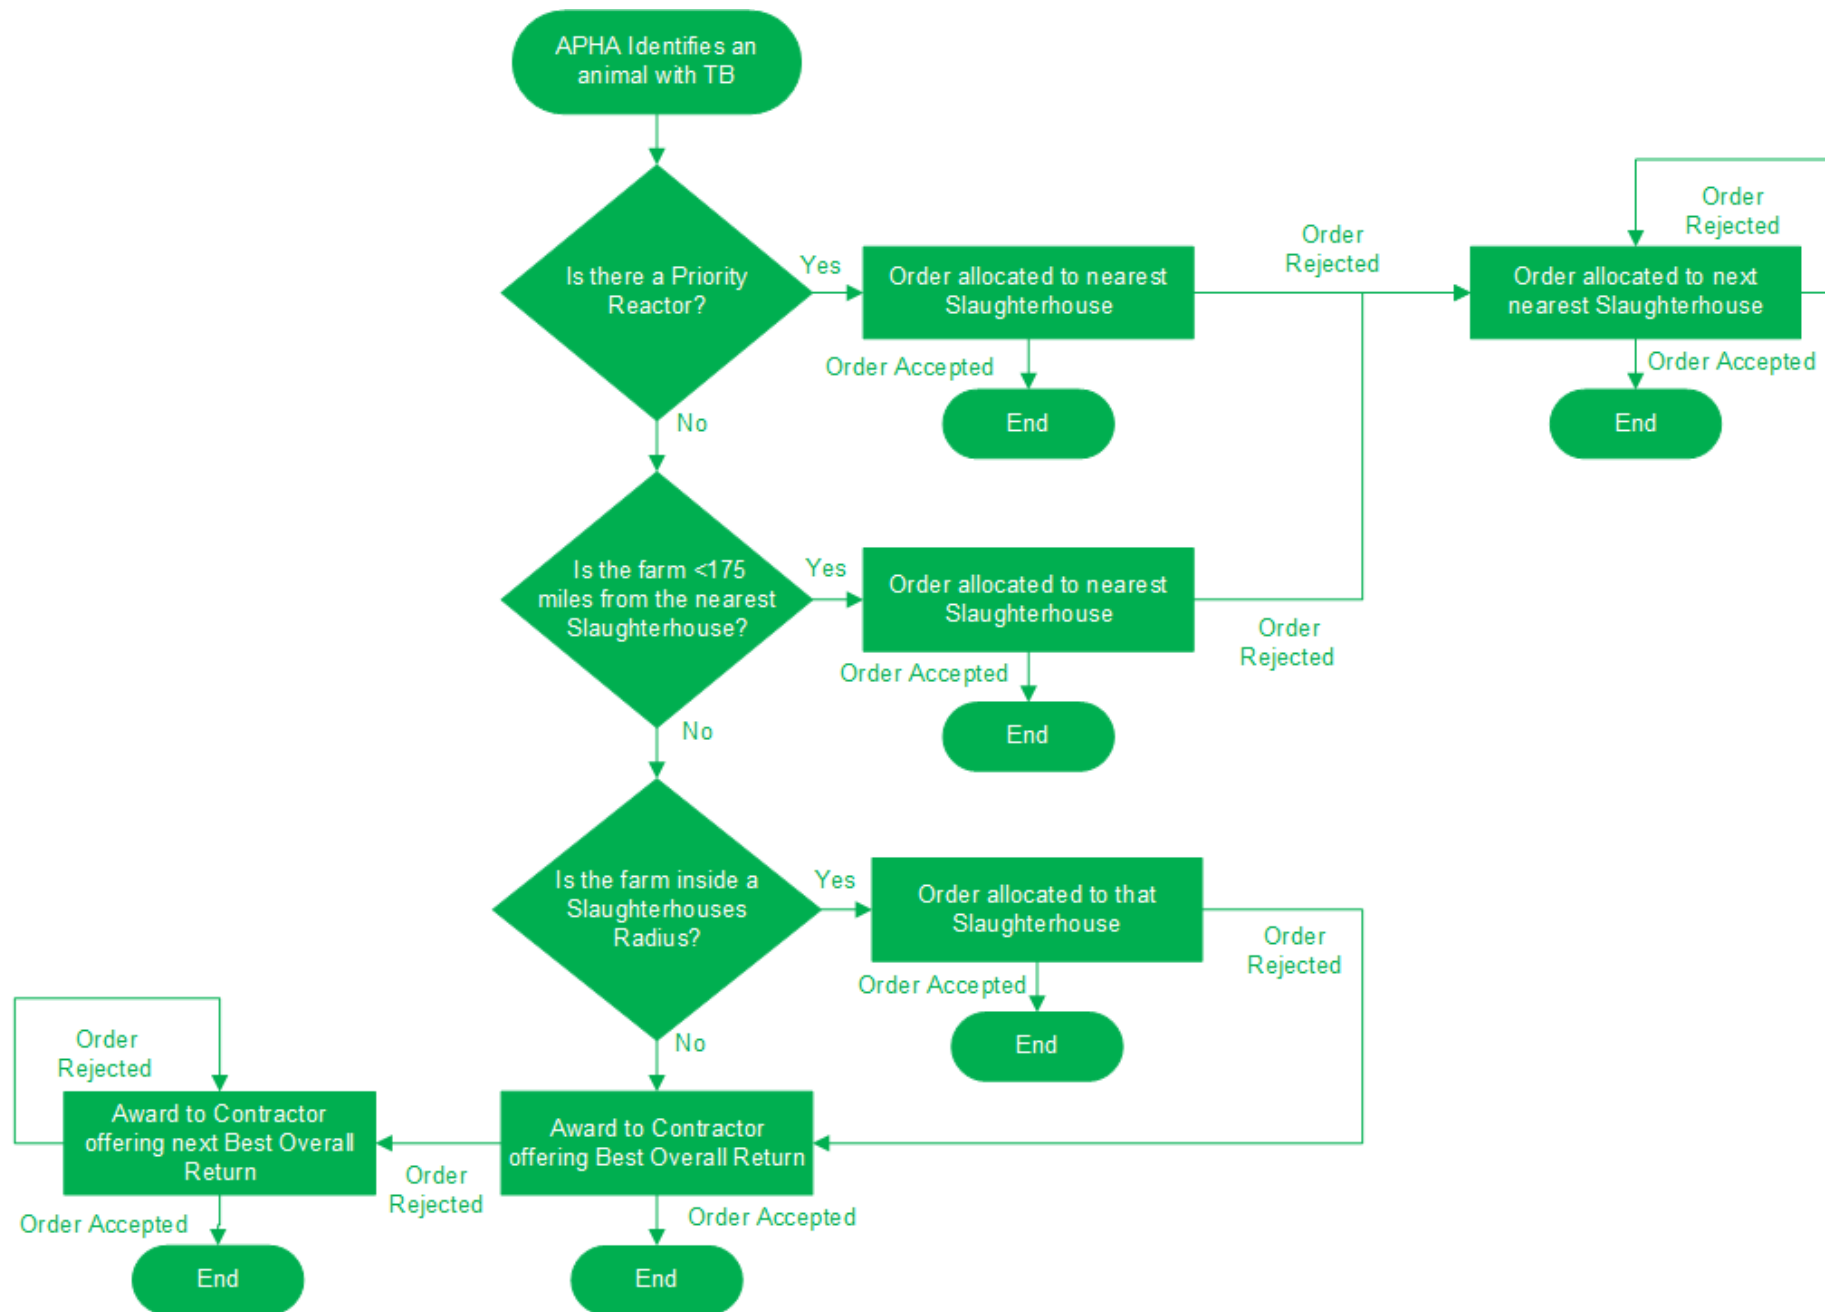 APHA Identifies an
animal with TB
Is there a Priority
Reactor?
Yes
Order allocated to nearest
Slaughterhouse
Order
Rejected
Order
Rejected
Order allocated to next
nearest Slaughterhouse
Order Accepted
End
Order Accepted
End
No
Is the farm <175
miles from the nearest
Slaughterhouse?
Yes
Order allocated to nearest
Slaughterhouse
Order
Rejected
Order Accepted
End
No
Is the farm inside a
Slaughterhouses
Radius?
Yes
Order allocated to that
Slaughterhouse
Order
Rejected
Order Accepted
End
No
Award to Contractor
offering Best Overall Return
Order
Rejected
Order Accepted
End
Order
Rejected
Award to Contractor
offering next Best Overall
Return
Order Accepted
End